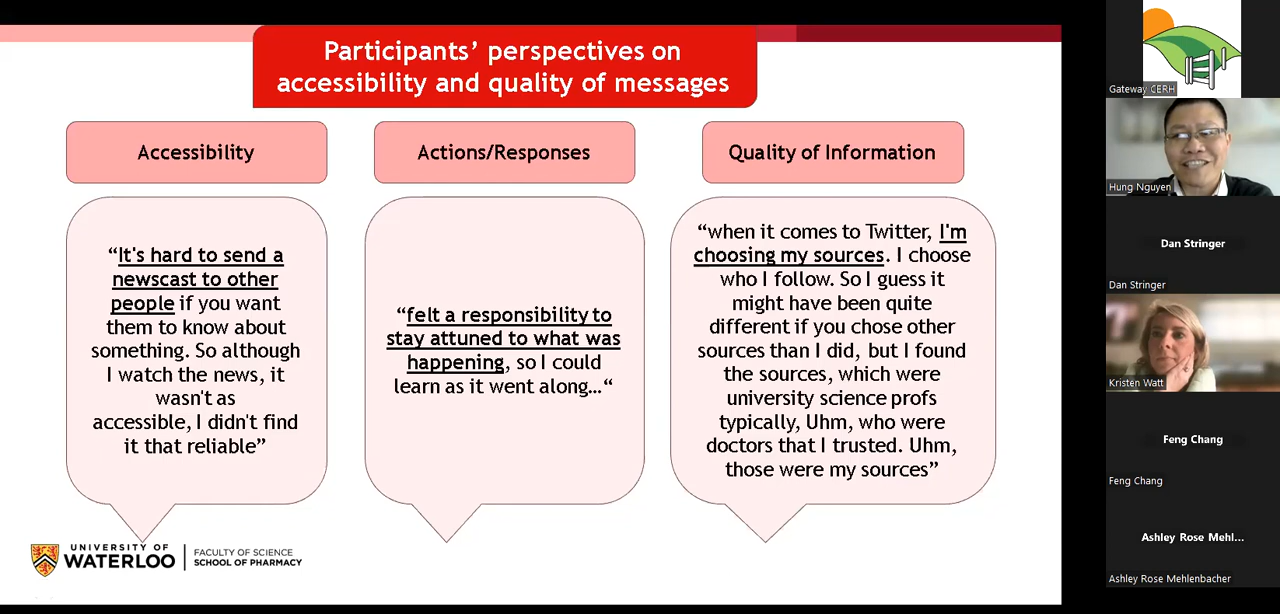 Participants’ perspectives on
accessibility and quality of messages
Accessibility
Actions/Responses
Quality of Information
“It's hard to send a
newscast to other
people if you want
them to know about
something. So although
I watch the news, it
wasn't as
accessible, I didn't find
it that reliable”
“felt a responsibility to
stay attuned to what was
happening, so I could
learn as it went along…“
“when it comes to Twitter, I'm
choosing my sources. I choose
who I follow. So I guess it
might have been quite
different if you chose other
sources than I did, but I found
the sources, which were
university science profs
typically, Uhm, who were
doctors that I trusted. Uhm,
those were my sources”
UNIVERSITY OF
WATERLOO
FACULTY OF SCIENCE
SCHOOL OF PHARMACY
Gateway CERH
Hung Nguyen
Dan Stringer
Dan Stringer
Kristen Watt
Feng Chang
Feng Chang
Ashley Rose Mehl...
Ashley Rose Mehlenbacher